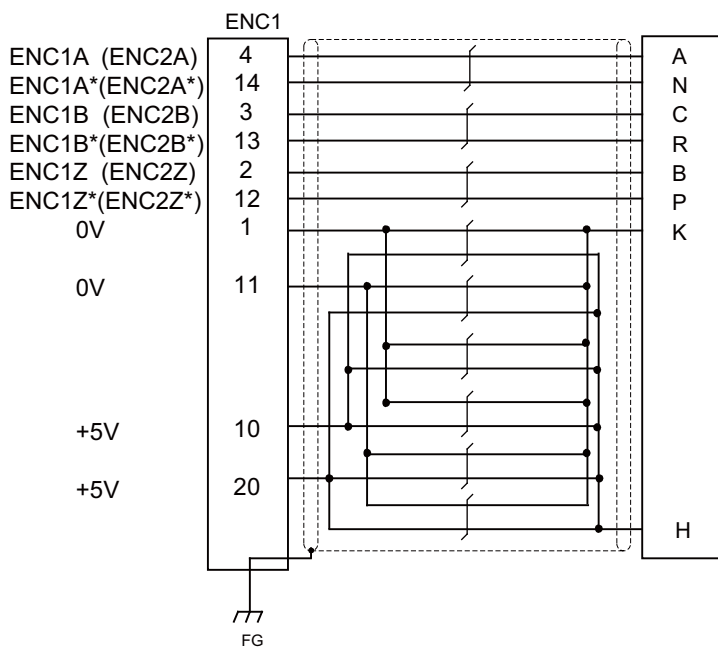 ENC1
ENC1A (ENC2A) 4 A
ENC1A*(ENC2A*) 14 N
ENC1B (ENC2B) 3 C
ENC1B*(ENC2B*) 13 R
ENC1Z (ENC2Z) 2 B
ENC1Z*(ENC2Z*) 12 P
0V 1 K
0V 11
+5V 10
+5V 20
H
FG